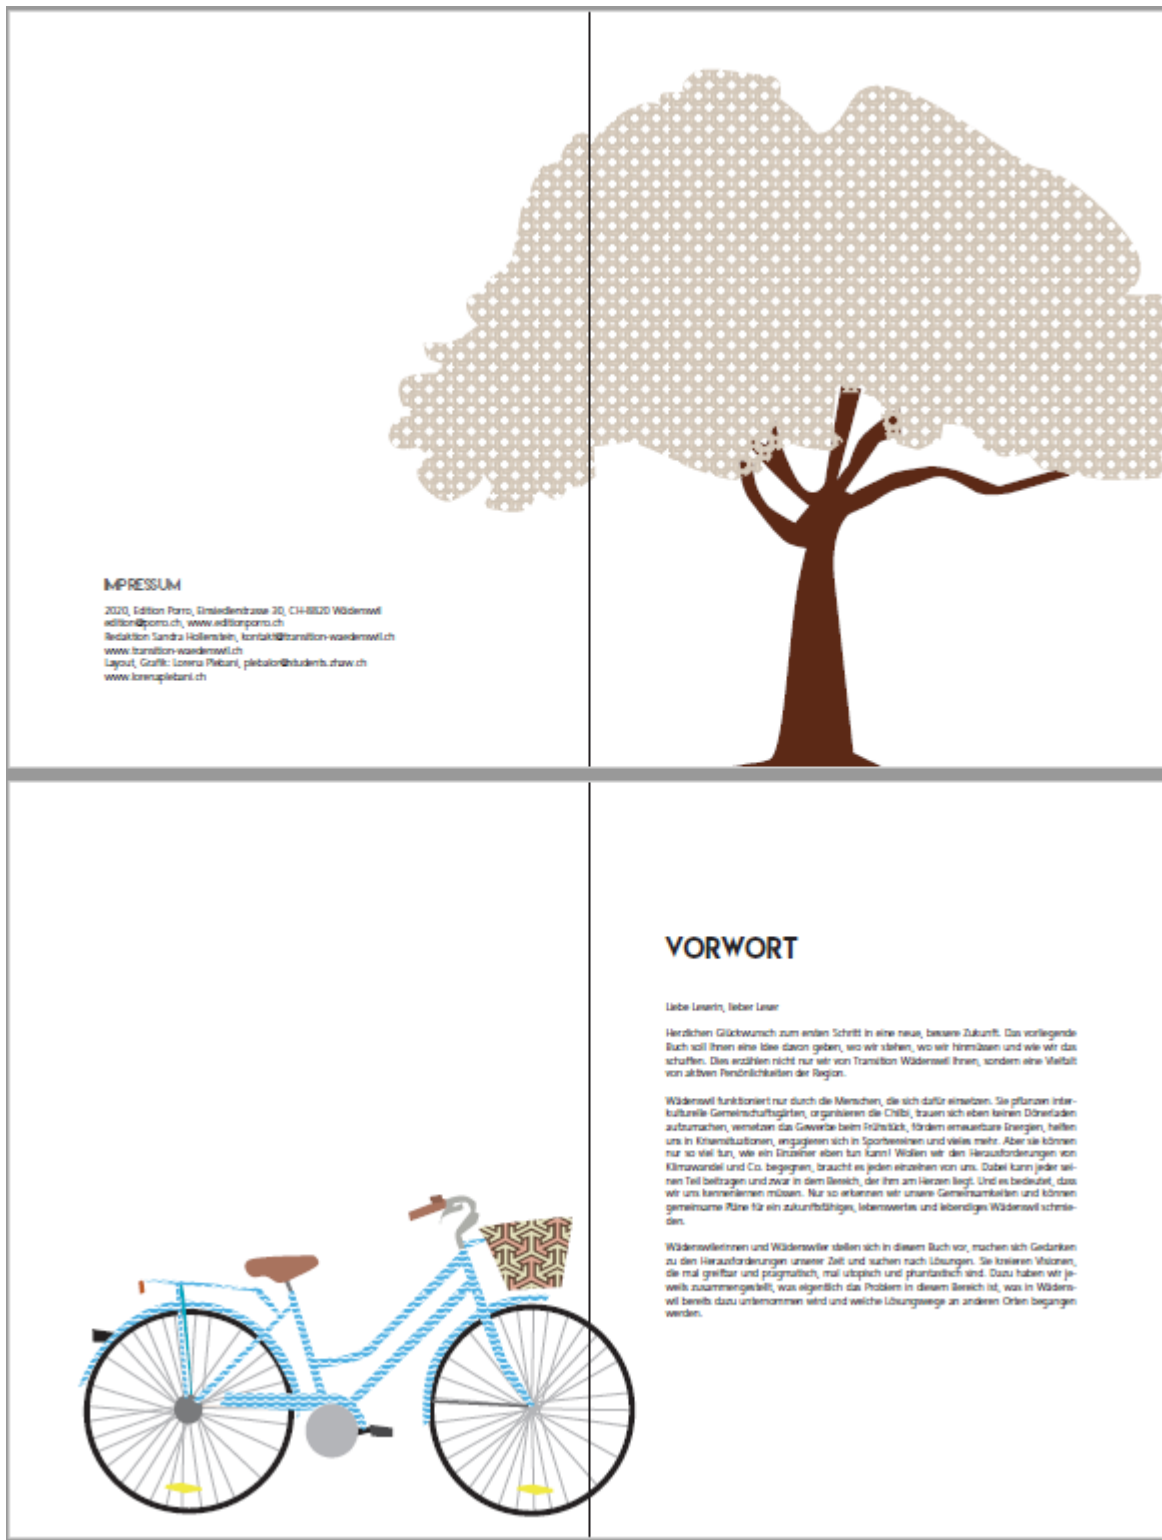 IMPRESSUM
2020, Edition Porro, Einsiedlerstrasse 30, CH-8820 Wädenswil
edition@porro.ch, www.editionporro.ch
Redaktion Sandra Hollenstein, kontakt@transition-waedenswil.ch
www.transition-waedenswil.ch
Layout, Grafik: Lorena Plebani, plebalor@students.zhaw.ch
www.lorenaplebani.ch
VORWORT
Liebe Leserin, lieber Leser
Herzlichen Glückwunsch zum ersten Schritt in eine neue, bessere Zukunft. Das vorliegende
Buch soll Ihnen eine Idee davon geben, wo wir stehen, wo wir hinmüssen und wie wir das
schaffen. Dies erzählen nicht nur wir von Transition Wädenswil Ihnen, sondern eine Vielfalt
von aktiven Persönlichkeiten der Region.
Wädenswil funktioniert nur durch die Menschen, die sich dafür einsetzen. Sie pflanzen inter-
kulturelle Gemeinschaftsgärten, organisieren die Chilbi, trauen sich eben keinen Dönerladen
aufzumachen, vernetzen das Gewerbe beim Frühstück, fördern erneuerbare Energien, helfen
uns in Krisensituationen, engagieren sich in Sportvereinen und vieles mehr. Aber sie können
nur so viel tun, wie ein Einzelner eben tun kann! Wollen wir den Herausforderungen von
Klimawandel und Co. begegnen, braucht es jeden einzelnen von uns. Dabei kann jeder sei-
nen Teil beitragen und zwar in dem Bereich, der ihm am Herzen liegt. Und es bedeutet, dass
wir uns kennenlernen müssen. Nur so erkennen wir unsere Gemeinsamkeiten und können
gemeinsame Pläne für ein zukunftsfähiges, lebenswertes und lebendiges Wädenswil schmie-
den.
Wädenswilerinnen und Wädenswiler stellen sich in diesem Buch vor, machen sich Gedanken
zu den Herausforderungen unserer Zeit und suchen nach Lösungen. Sie kreieren Visionen,
die mal greifbar und pragmatisch, mal utopisch und phantastisch sind. Dazu haben wir je-
weils zusammengestellt, was eigentlich das Problem in diesem Bereich ist, was in Wädens-
wil bereits dazu unternommen wird und welche Lösungswege an anderen Orten begangen
werden.